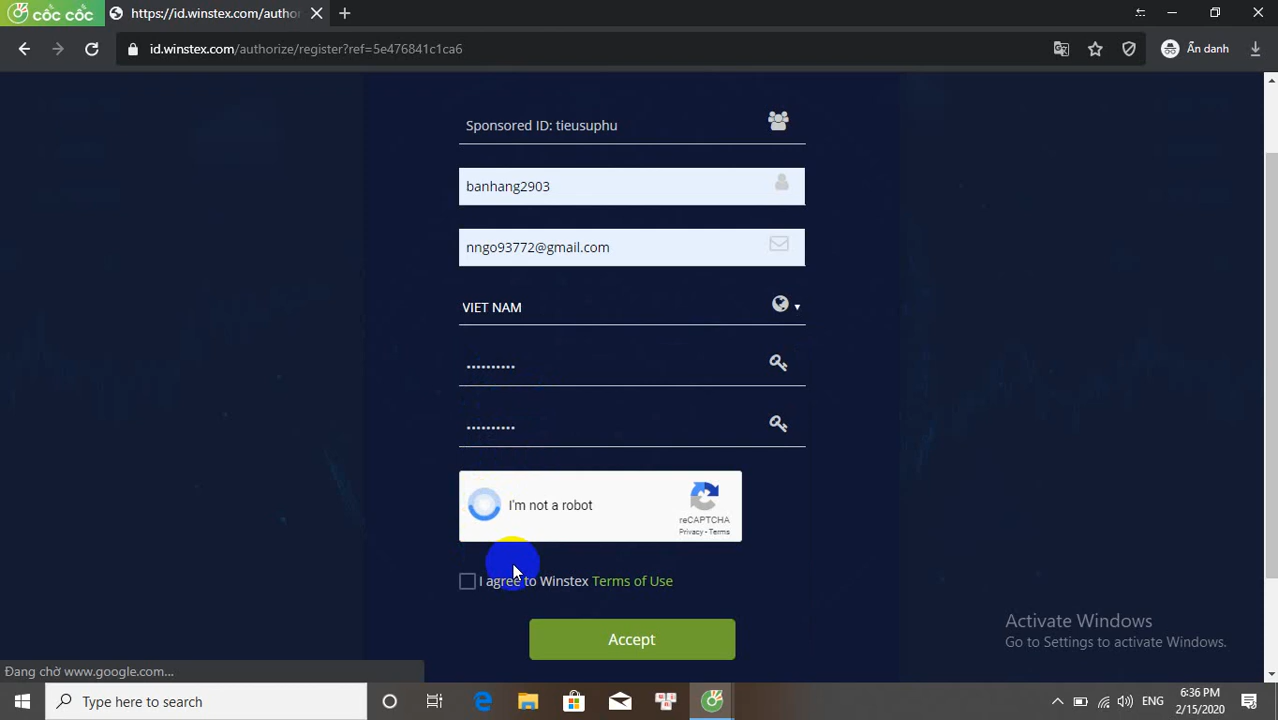 cốc cốc
https://id.winstex.com/author
id.winstex.com/authorize/register?ref=5e476841c1ca6
Ẩn danh
Sponsored ID: tieusuphu
banhang2903
nngo93772@gmail.com
VIET NAM
••••••••••
••••••••••
I'm not a robot
reCAPTCHA
Privacy - Terms
I agree to Winstex Terms of Use
Accept
Activate Windows
Go to Settings to activate Windows.
Đang chờ www.google.com...
Type here to search
ENG
6:36 PM
2/15/2020